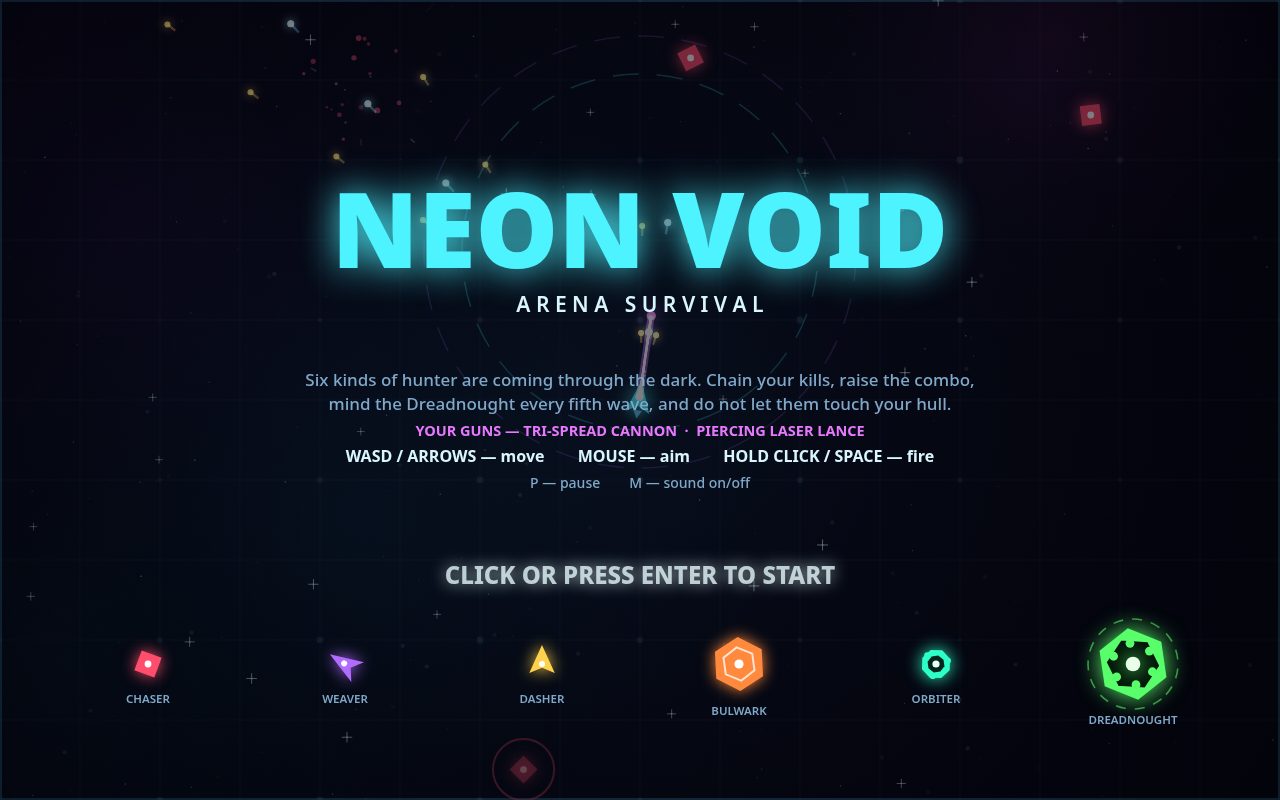 NEON VOID
ARENA SURVIVAL
Six kinds of hunter are coming through the dark. Chain your kills, raise the combo,
mind the Dreadnought every fifth wave, and do not let them touch your hull.
YOUR GUNS — TRI-SPREAD CANNON · PIERCING LASER LANCE
WASD / ARROWS — move MOUSE — aim HOLD CLICK / SPACE — fire
P — pause M — sound on/off
CLICK OR PRESS ENTER TO START
CHASER WEAVER DASHER BULWARK ORBITER DREADNOUGHT